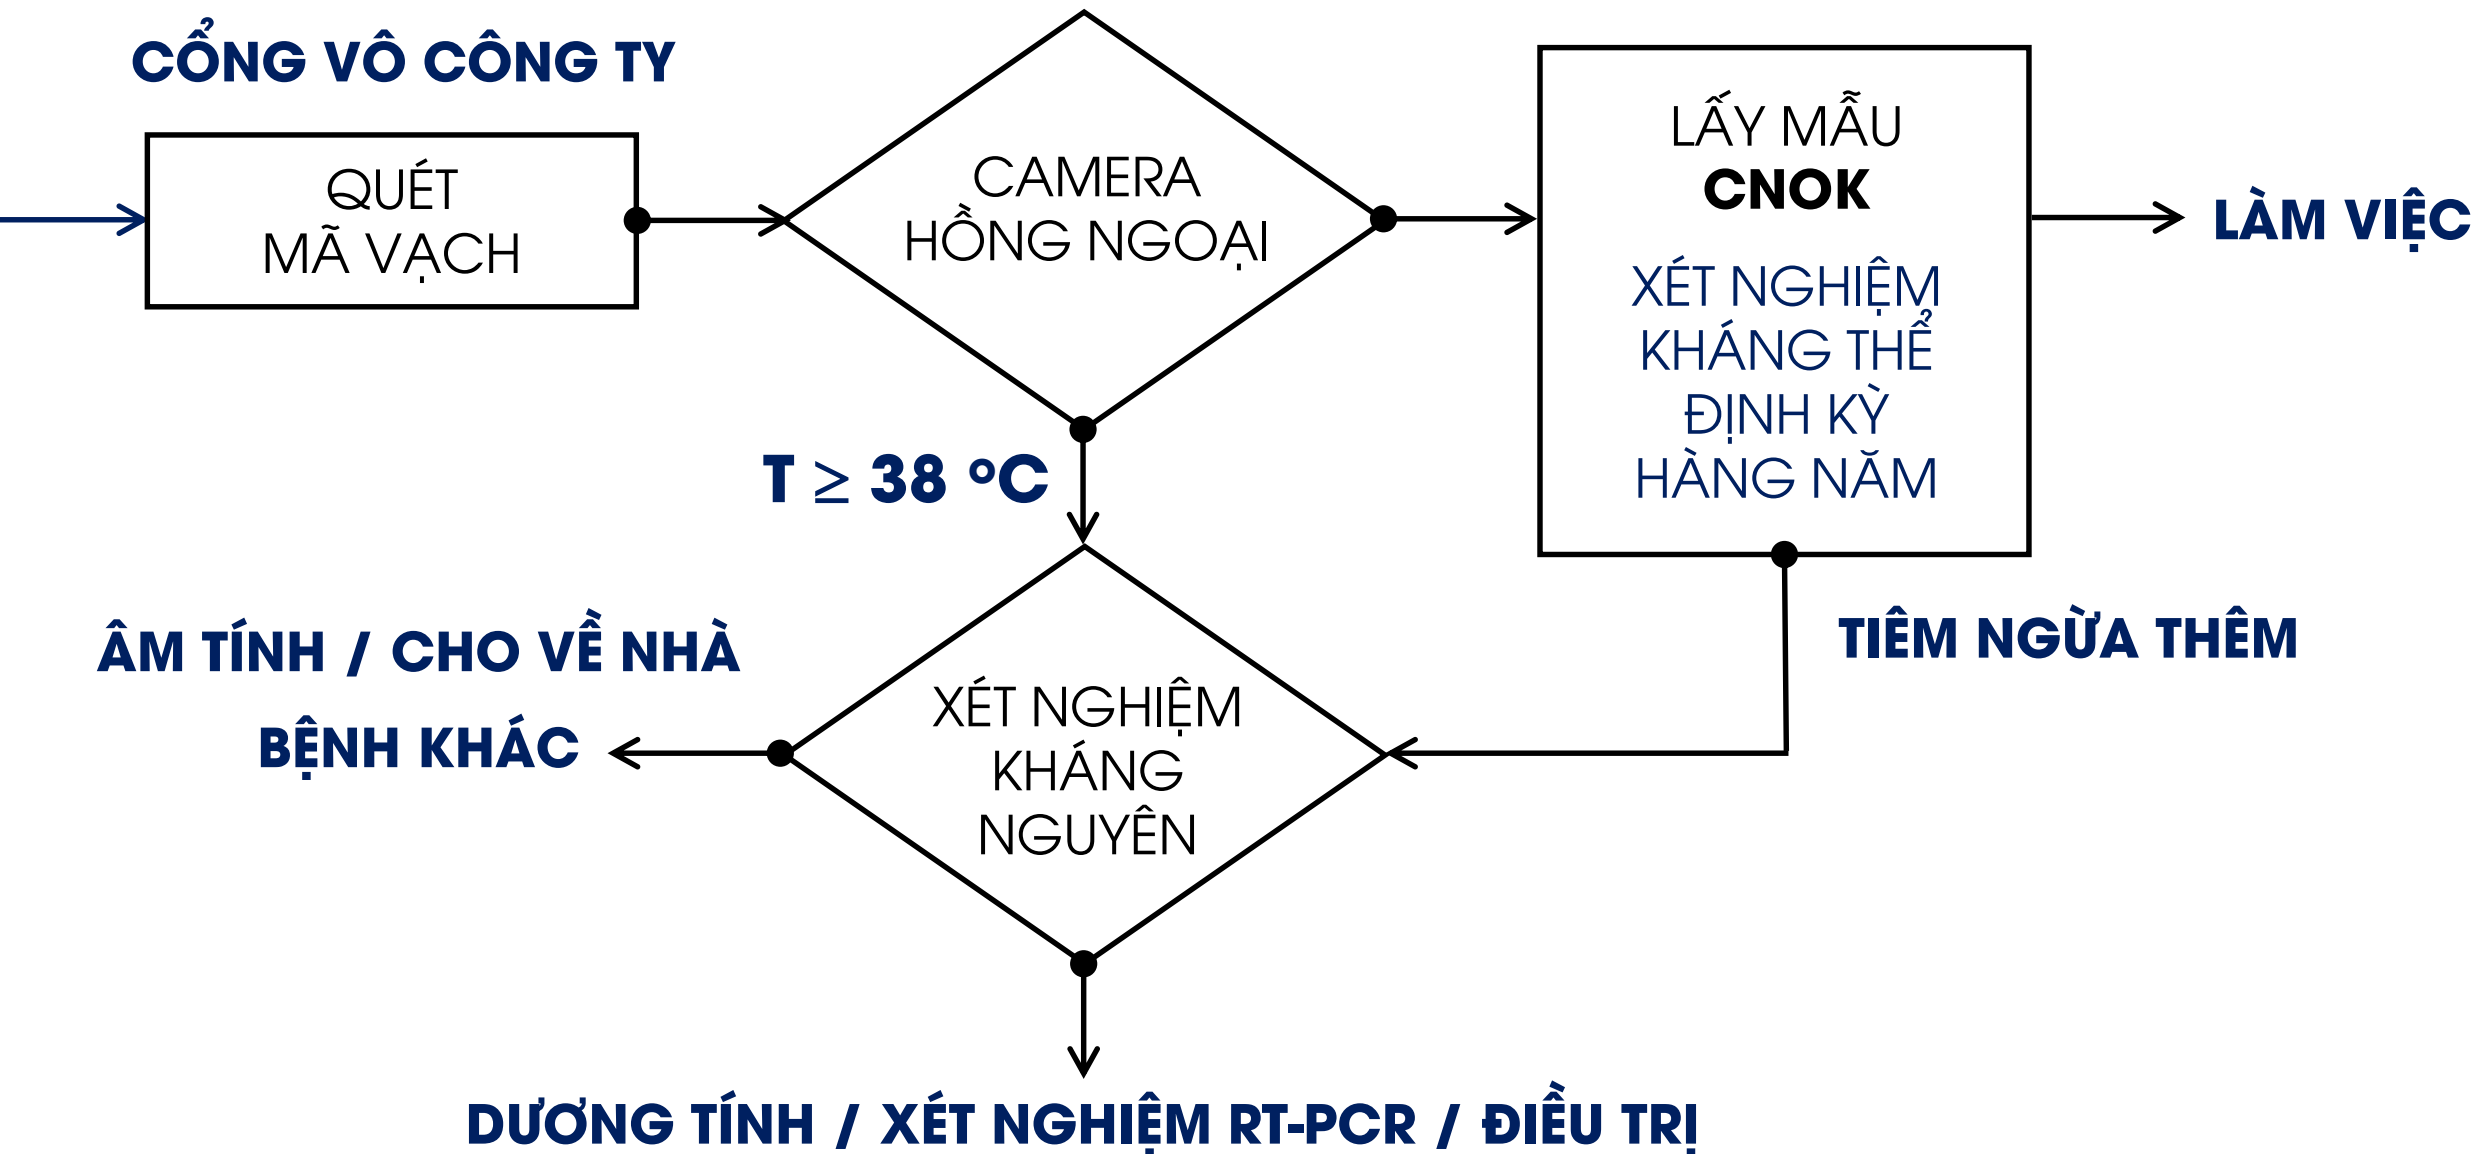 CỔNG VÔ CÔNG TY
QUÉT
MÃ VẠCH
CAMERA
HỒNG NGOẠI
LẤY MẪU
CNOK
XÉT NGHIỆM
KHÁNG THỂ
ĐỊNH KỲ
HÀNG NĂM
LÀM VIỆC
T ≥ 38 °C
ÂM TÍNH / CHO VỀ NHÀ
BỆNH KHÁC
XÉT NGHIỆM
KHÁNG
NGUYÊN
TIÊM NGỪA THÊM
DƯƠNG TÍNH / XÉT NGHIỆM RT-PCR / ĐIỀU TRỊ